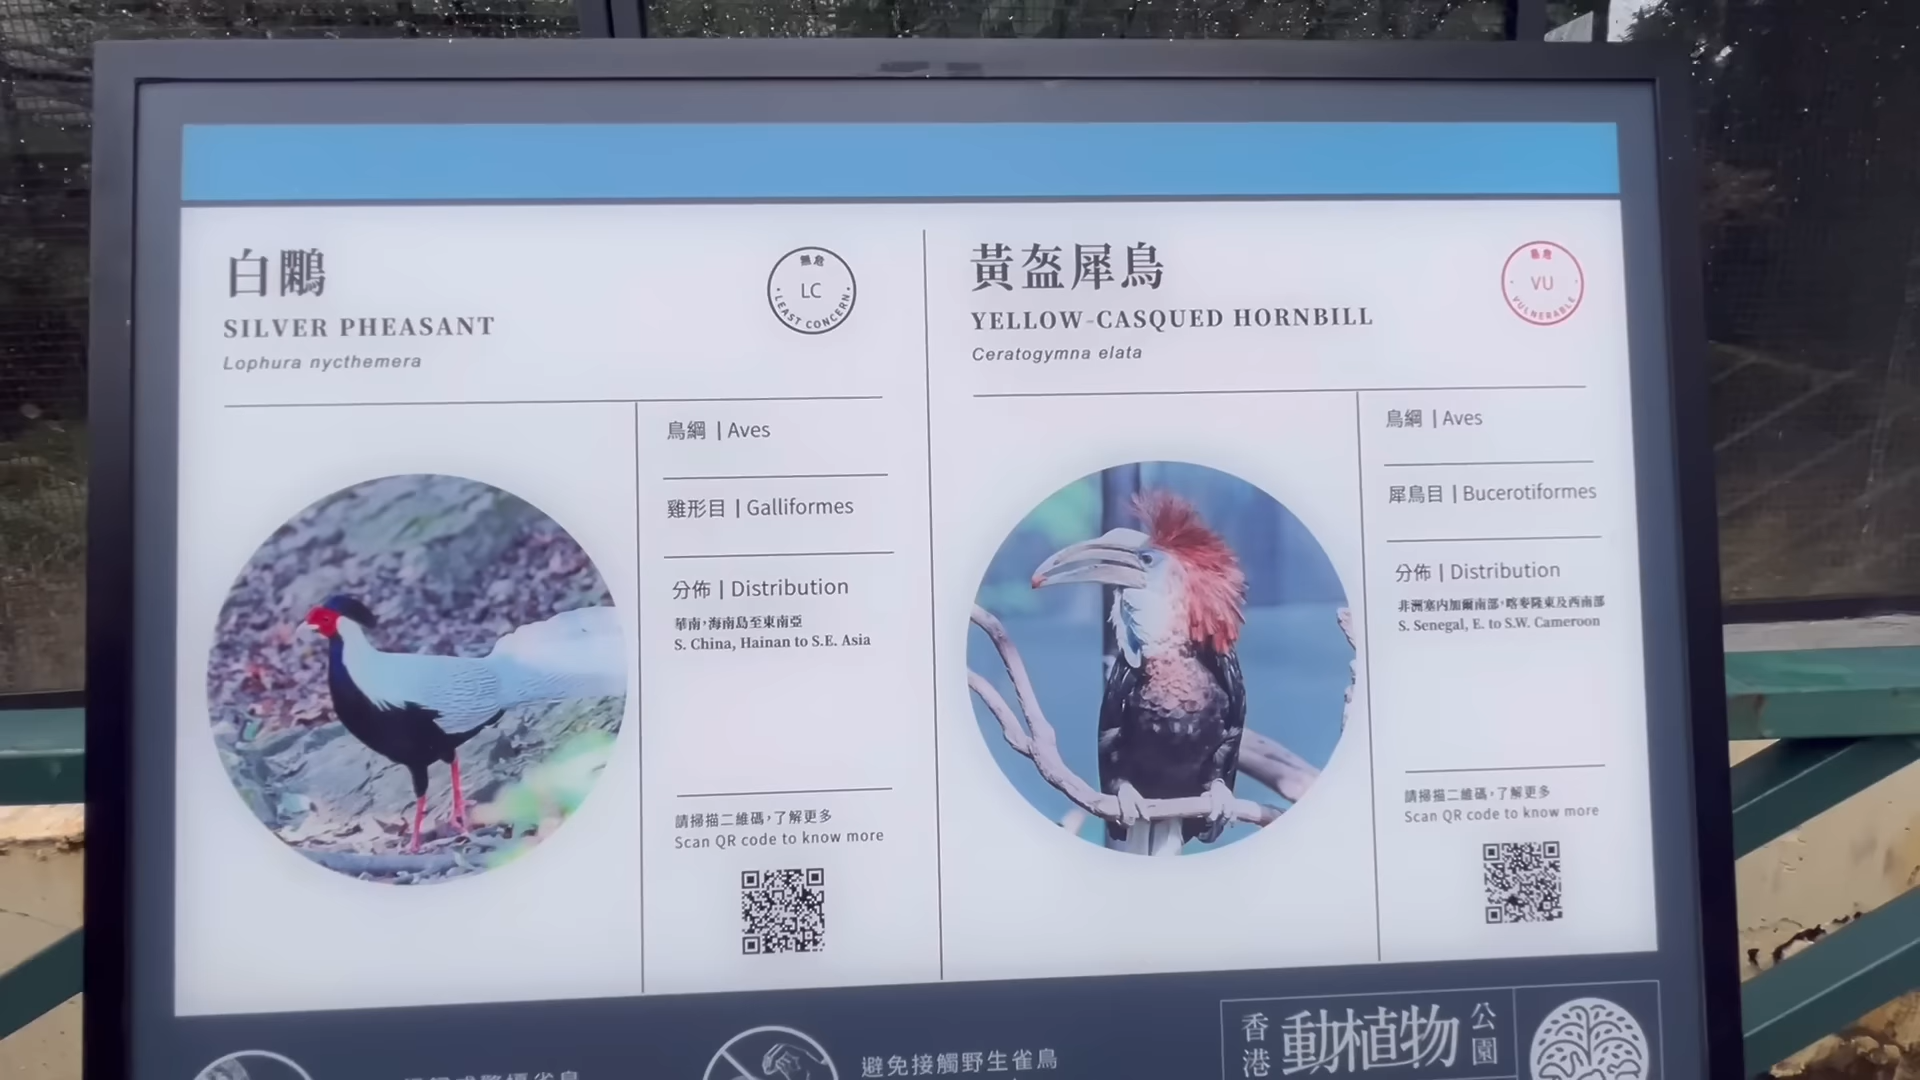 白鷴
SILVER PHEASANT
Lophura nycthemera
無危
LC
LEAST CONCERN
鳥綱 | Aves
雞形目 | Galliformes
分佈 | Distribution
華南，海南島至東南亞
S. China, Hainan to S.E. Asia
請掃描二維碼，了解更多
Scan QR code to know more
黃盔犀鳥
YELLOW-CASQUED HORNBILL
Ceratogymna elata
易危
VU
VULNERABLE
鳥綱 | Aves
犀鳥目 | Bucerotiformes
分佈 | Distribution
非洲塞內加爾南部，喀麥隆東及西南部
S. Senegal, E. to S.W. Cameroon
請掃描二維碼，了解更多
Scan QR code to know more
避免接觸野生雀鳥
香港動植物公園